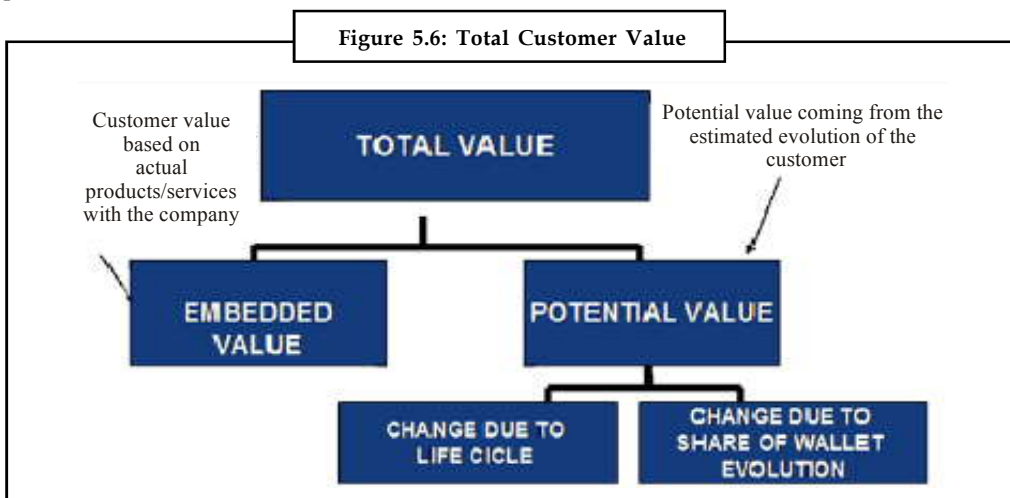 Figure 5.6: Total Customer Value
Customer value
based on
actual
products/services
with the company
TOTAL VALUE
Potential value coming from the
estimated evolution of the
customer
EMBEDDED
VALUE
POTENTIAL VALUE
CHANGE DUE TO
LIFE CICLE
CHANGE DUE TO
SHARE OF WALLET
EVOLUTION